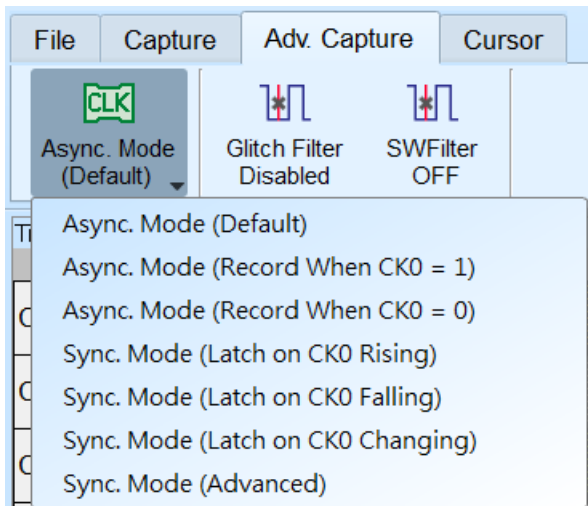 File Capture Adv. Capture Cursor
CLK
Async. Mode
(Default)
Glitch Filter
Disabled
SWFilter
OFF
Async. Mode (Default)
Async. Mode (Record When CK0 = 1)
Async. Mode (Record When CK0 = 0)
Sync. Mode (Latch on CK0 Rising)
Sync. Mode (Latch on CK0 Falling)
Sync. Mode (Latch on CK0 Changing)
Sync. Mode (Advanced)